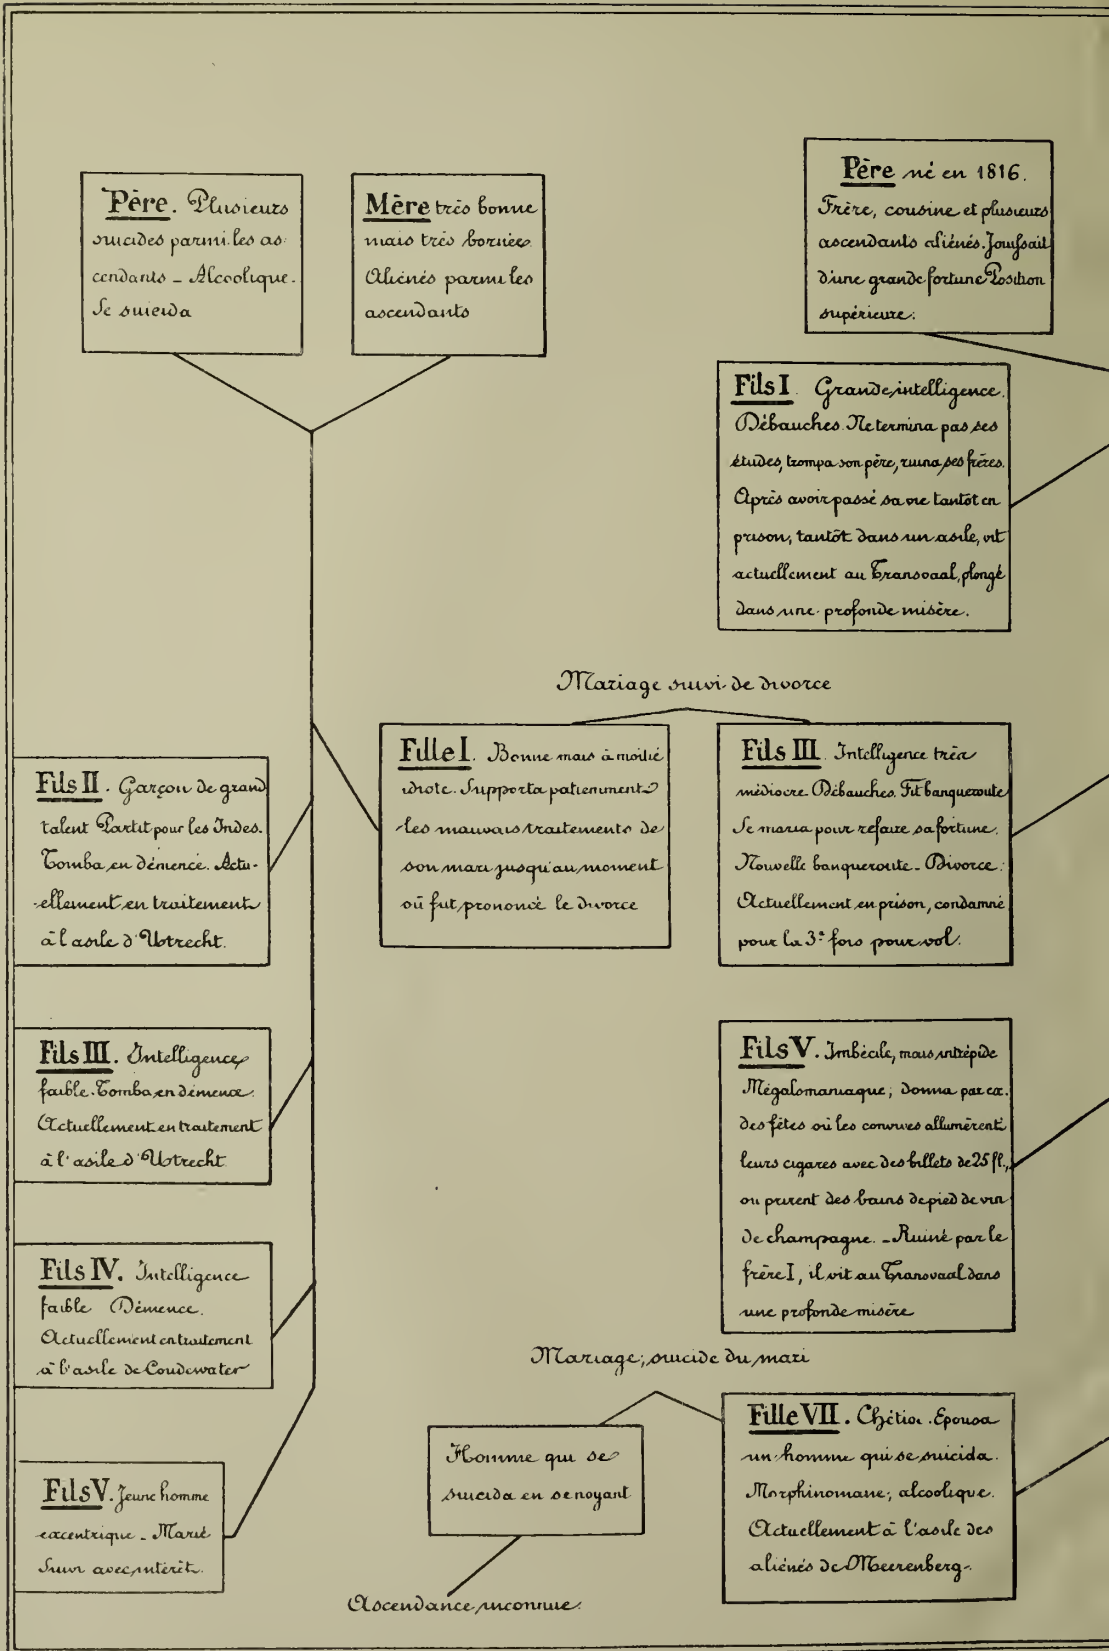 Père. Plusieurs
suicides parmi les as-
cendants - Alcoolique.
Se suicida
Mère très bonne
mais très bornée.
Aliénés parmi les
ascendants
Père né en 1816.
Frère, cousine et plusieurs
ascendants aliénés. Jouissait
d'une grande fortune Position
supérieure.
Fils I. Grande intelligence.
Débauches. Ne termina pas ses
études, trompa son père, ruina ses frères.
Après avoir passé sa vie tantôt en
prison, tantôt dans un asile, vit
actuellement au Transvaal, plongé
dans une profonde misère.
Mariage suivi de divorce
Fille I. Bonne mais à moitié
idiote. Supporta patiemment
les mauvais traitements de
son mari jusqu'au moment
où fut prononcé le divorce
Fils III. Intelligence très
médiocre Débauches. Fit banqueroute
Se maria pour refaire sa fortune.
Nouvelle banqueroute - Divorce.
Actuellement en prison, condamné
pour la 3e fois pour vol.
Fils II. Garçon de grand
talent Partit pour les Indes.
Tomba en démence. Actu-
-ellement en traitement
à l'asile d'Utrecht.
Fils III. Intelligence
faible. Tomba en démence.
Actuellement en traitement
à l'asile d'Utrecht
Fils V. Imbécile, mais intrépide
Mégalomaniaque; donna par ex.
des fêtes où les convives allumèrent
leurs cigares avec des billets de 25 fl.,
ou prirent des bains de pied de vin
de champagne. - Ruiné par le
frère I, il vit au Transvaal dans
une profonde misère
Fils IV. Intelligence
faible Démence.
Actuellement en traitement
à l'asile de Coudewater
Mariage; suicide du mari
Homme qui se
suicida en se noyant
Fille VII. Chétive. Epousa
un homme qui se suicida.
Morphinomane; alcoolique.
Actuellement à l'asile des
aliénés de Meerenberg.
Fils V. Jeune homme
excentrique - Marié
Suivi avec intérêt.
Ascendance inconnue.